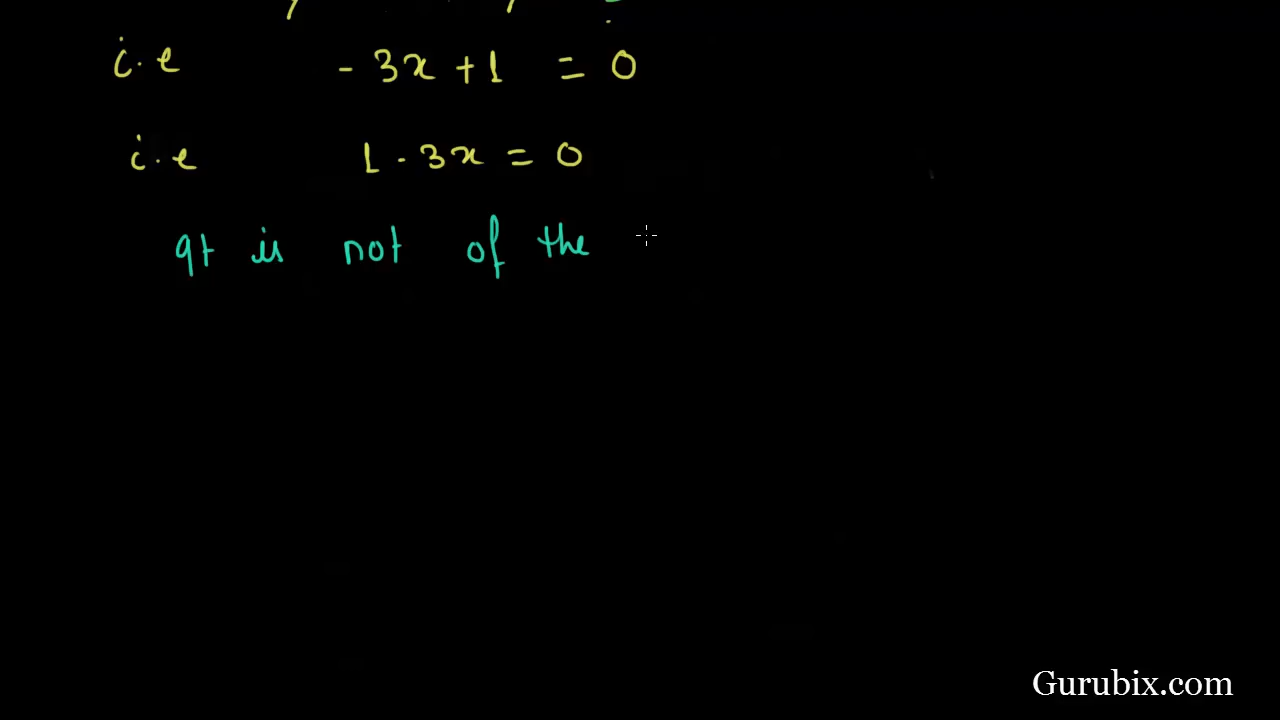 i.e - 3x + 1 = 0
i.e 1 - 3x = 0
It is not of the
Gurubix.com